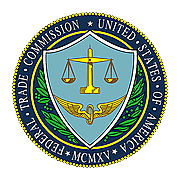 FEDERAL TRADE COMMISSION ★ UNITED STATES OF AMERICA
MCMXV